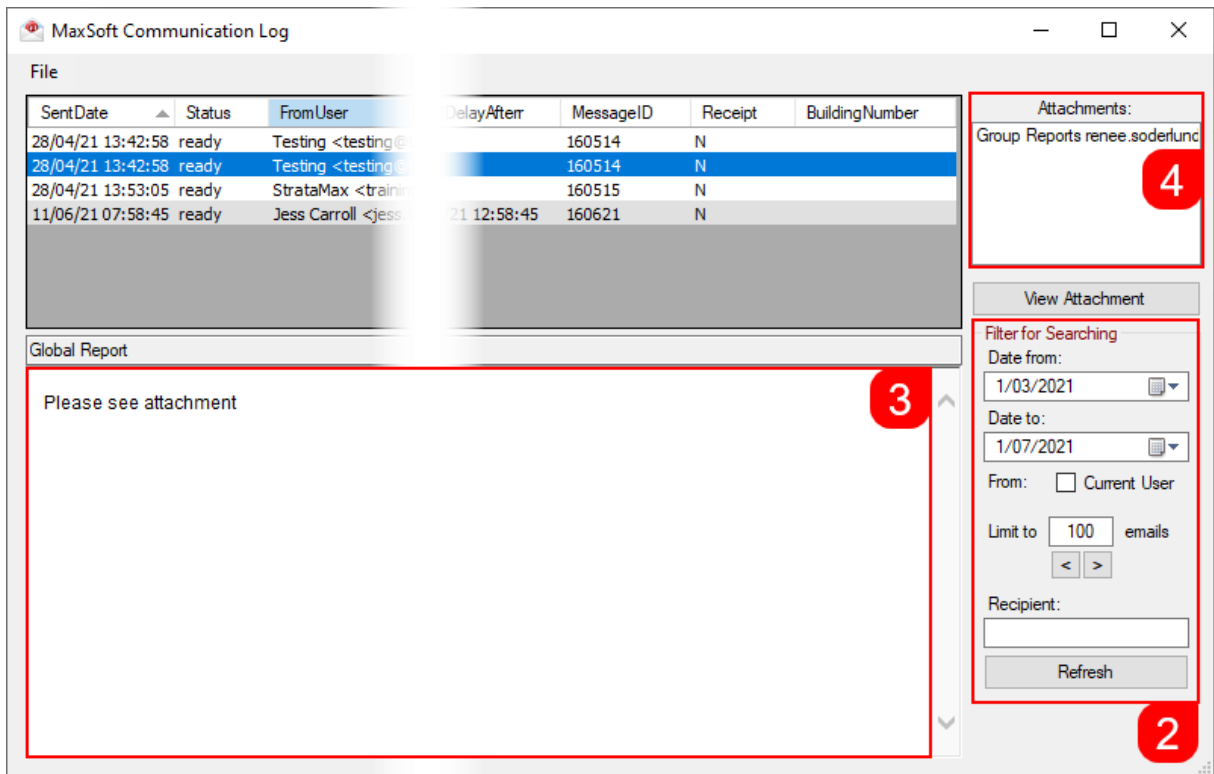 MaxSoft Communication Log
File
SentDate Status FromUser DelayAfterr MessageID Receipt BuildingNumber
28/04/21 13:42:58 ready Testing <testing@ 160514 N
28/04/21 13:42:58 ready Testing <testing@ 160514 N
28/04/21 13:53:05 ready StrataMax <trainin 160515 N
11/06/21 07:58:45 ready Jess Carroll <jess. 21 12:58:45 160621 N
Attachments:
Group Reports renee.soderlund
4
View Attachment
Global Report
Please see attachment
3
Filter for Searching
Date from:
1/03/2021
Date to:
1/07/2021
From: Current User
Limit to 100 emails
< >
Recipient:
Refresh
2